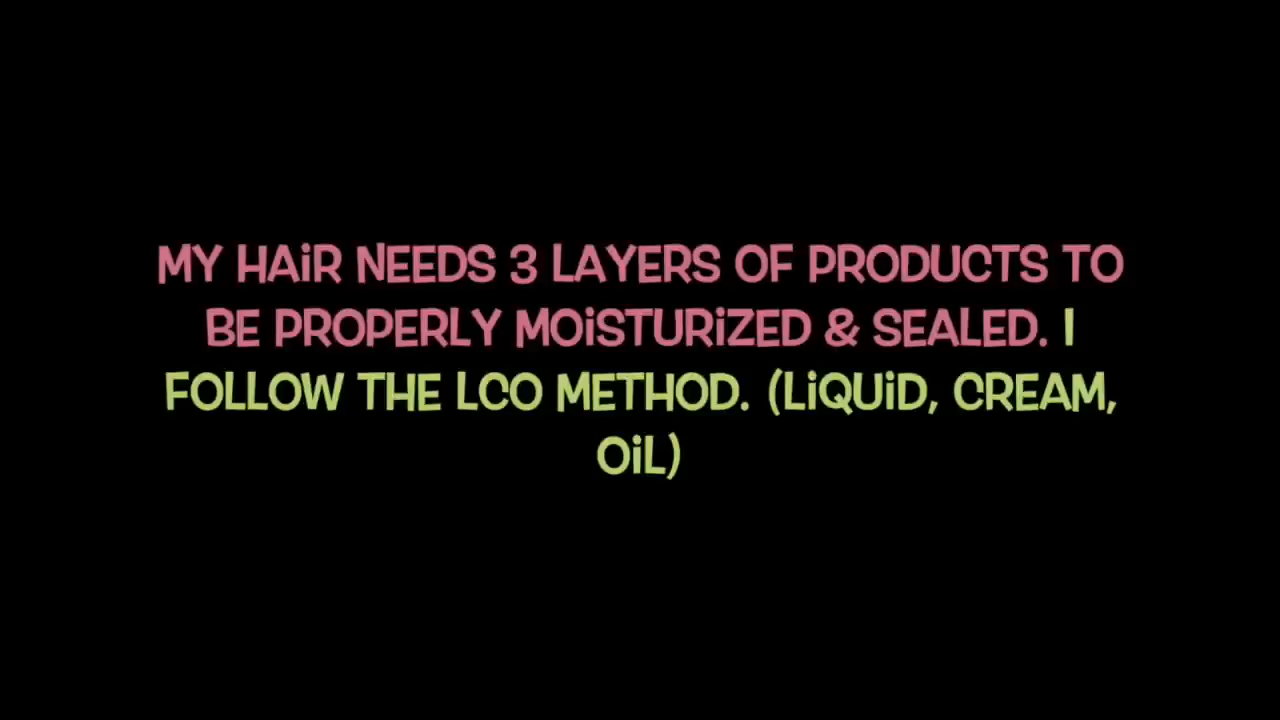 MY HAiR NEEDS 3 LAYERS OF PRODUCTS TO
BE PROPERLY MOiSTURiZED & SEALED. I
FOLLOW THE LCO METHOD. (LiQUiD, CREAM,
OiL)